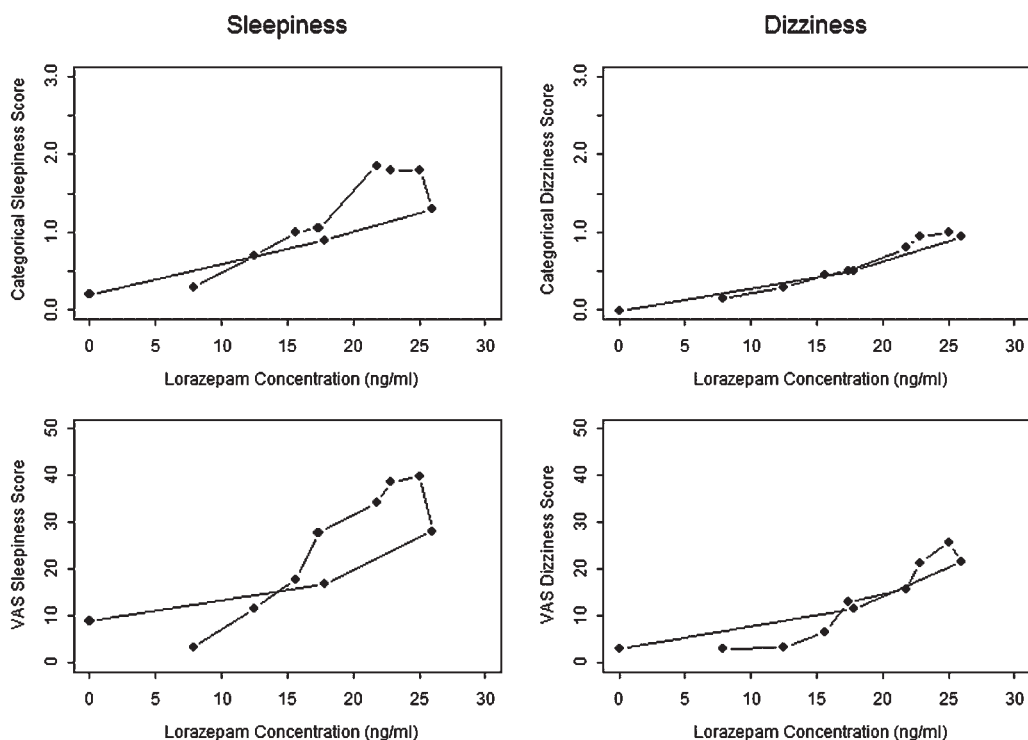 Sleepiness
Dizziness
Categorical Sleepiness Score
3.0
2.0
1.0
0.0
0 5 10 15 20 25 30
Lorazepam Concentration (ng/ml)
Categorical Dizziness Score
3.0
2.0
1.0
0.0
0 5 10 15 20 25 30
Lorazepam Concentration (ng/ml)
VAS Sleepiness Score
50
40
30
20
10
0
0 5 10 15 20 25 30
Lorazepam Concentration (ng/ml)
VAS Dizziness Score
50
40
30
20
10
0
0 5 10 15 20 25 30
Lorazepam Concentration (ng/ml)